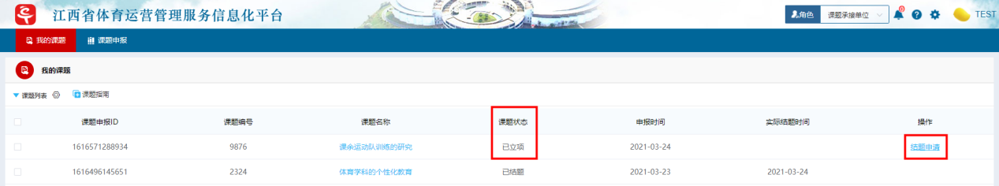 江西省体育运营管理服务信息化平台 角色 课题承接单位 0 TEST
我的课题 课题申报
我的课题
课题列表 课题指南
课题申报ID 课题编号 课题名称 课题状态 申报时间 实际结题时间 操作
1616571288934 9876 课余运动队训练的研究 已立项 2021-03-24 结题申请
1616496145651 2324 体育学科的个性化教育 已结题 2021-03-23 2021-03-24